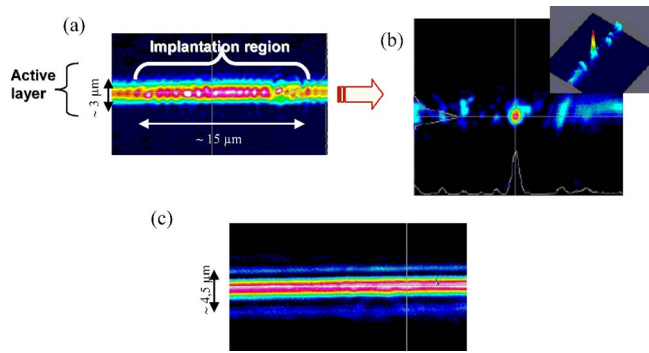 (a)
Implantation region
Active
layer
~ 3 µm
~ 15 µm
(b)
(c)
~ 4,5 µm